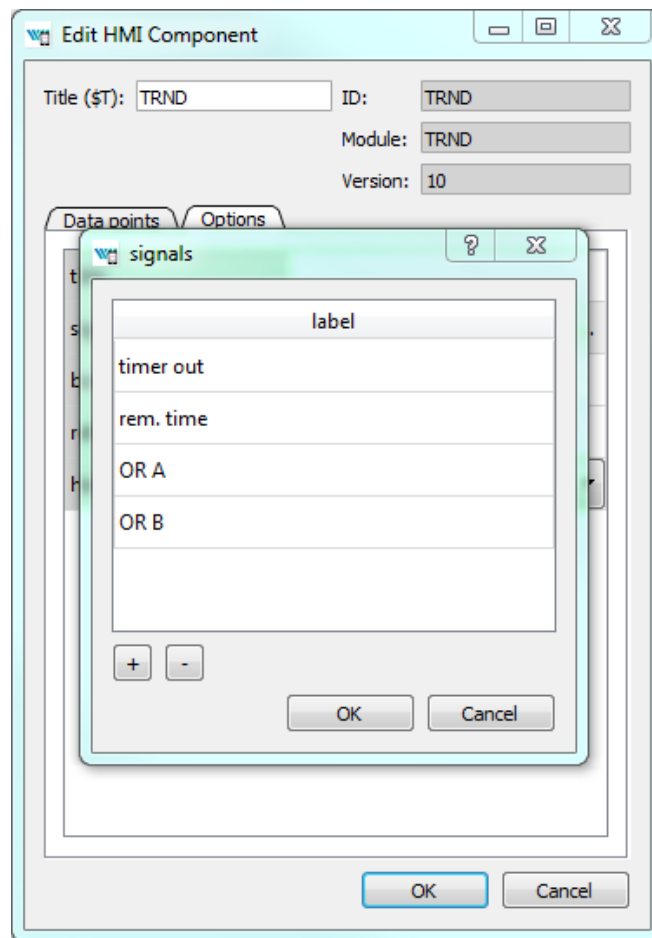 Edit HMI Component
Title ($T): TRND ID: TRND
Module: TRND
Version: 10
Data points Options
signals
label
timer out
rem. time
OR A
OR B
+ -
OK Cancel
OK Cancel